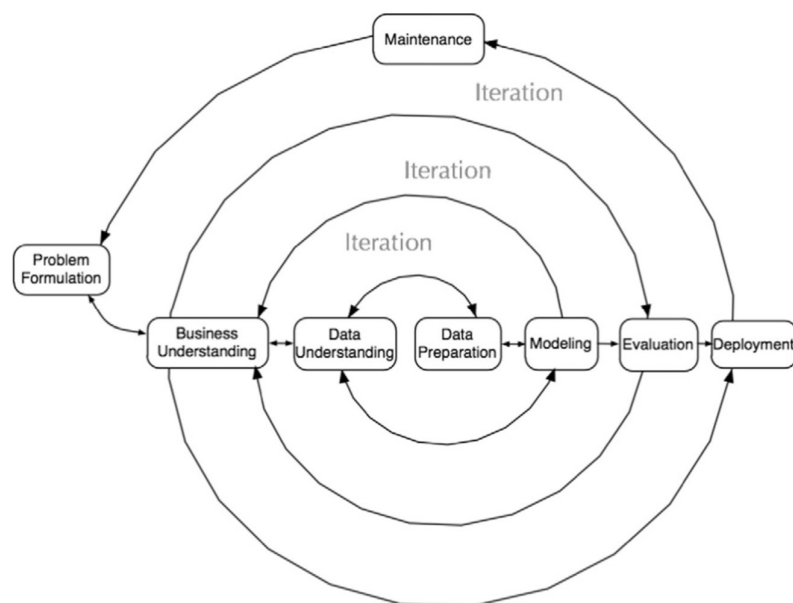 Maintenance
Iteration
Iteration
Iteration
Problem
Formulation
Business
Understanding
Data
Understanding
Data
Preparation
Modeling
Evaluation
Deployment